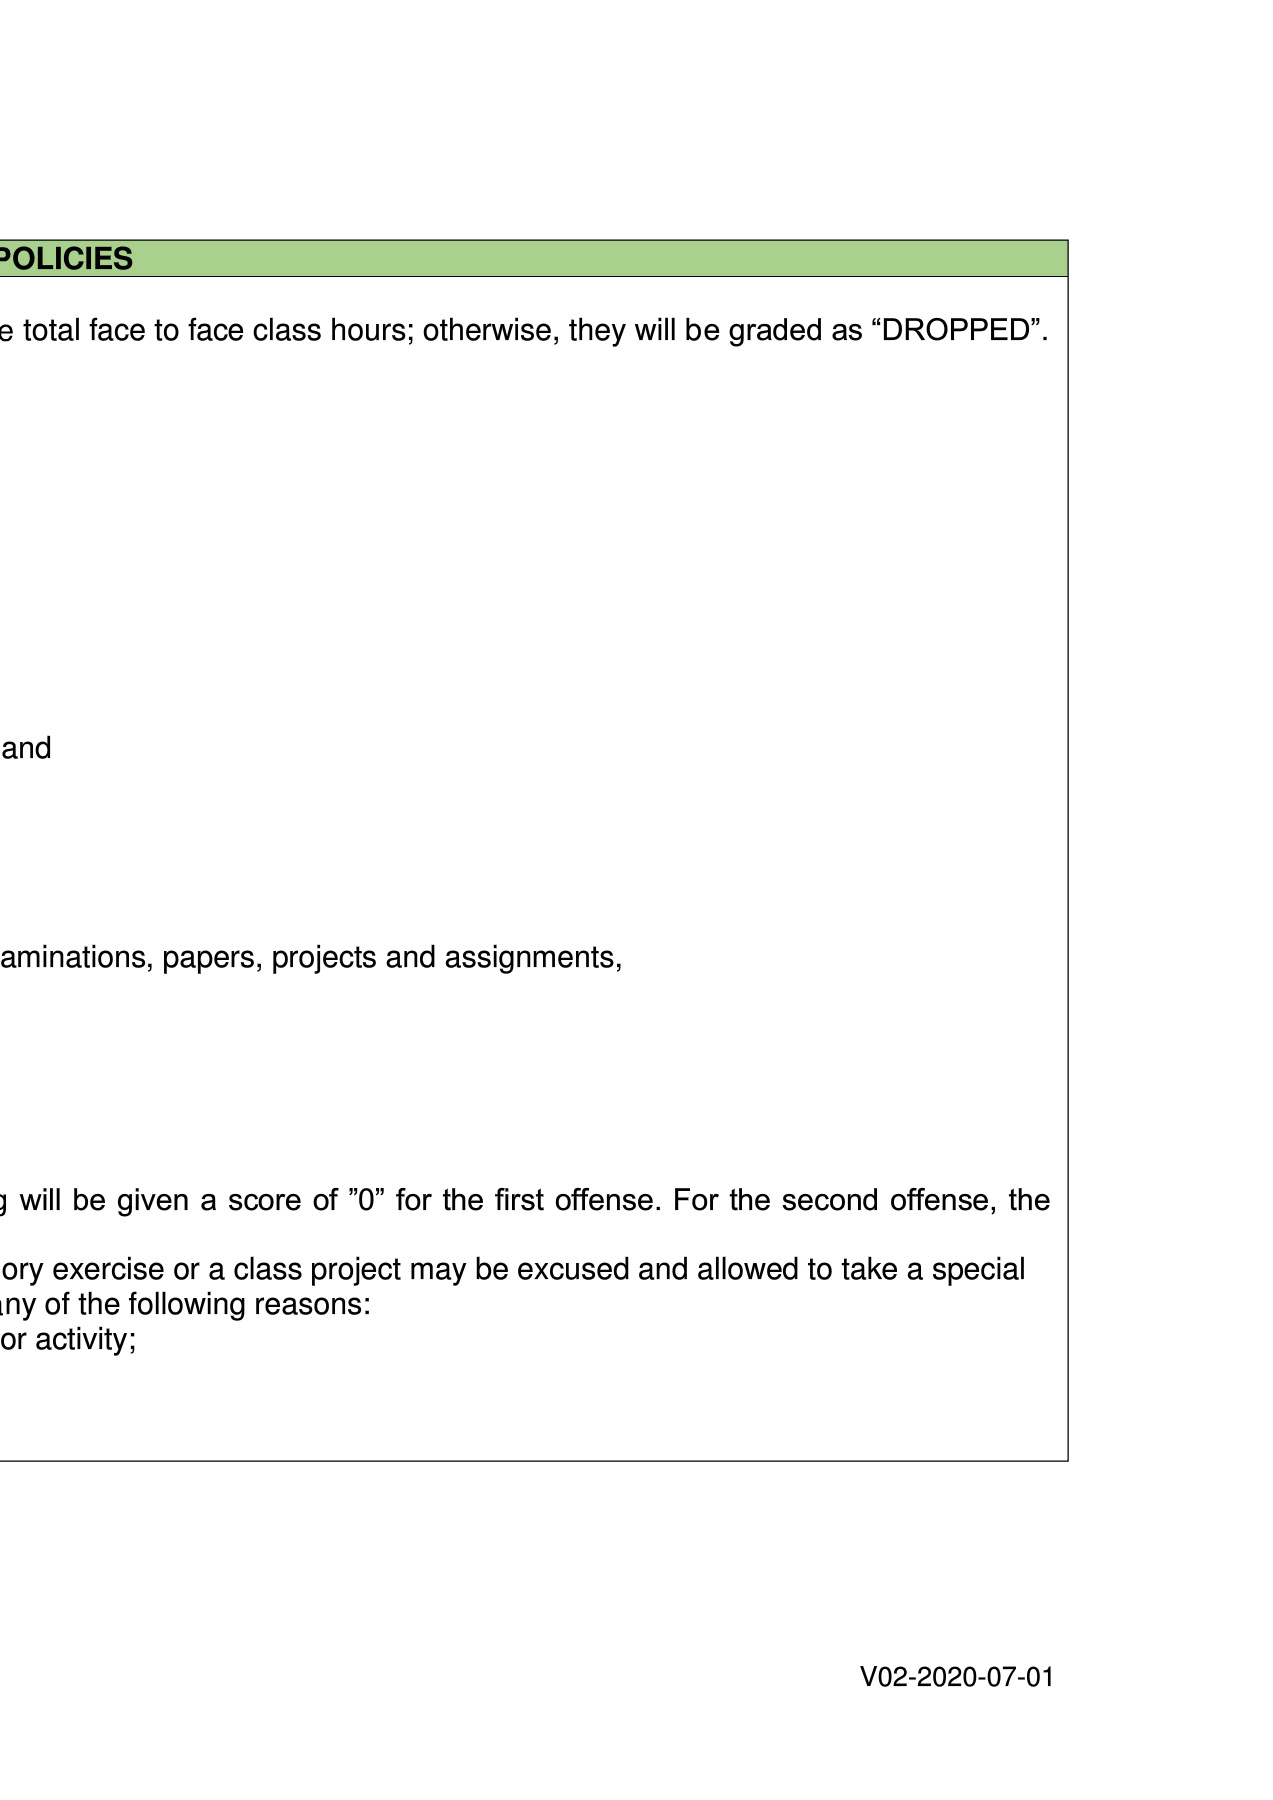 POLICIES
e total face to face class hours; otherwise, they will be graded as “DROPPED”.
and
aminations, papers, projects and assignments,
g will be given a score of ”0” for the first offense. For the second offense, the
ory exercise or a class project may be excused and allowed to take a special
any of the following reasons:
or activity;
V02-2020-07-01